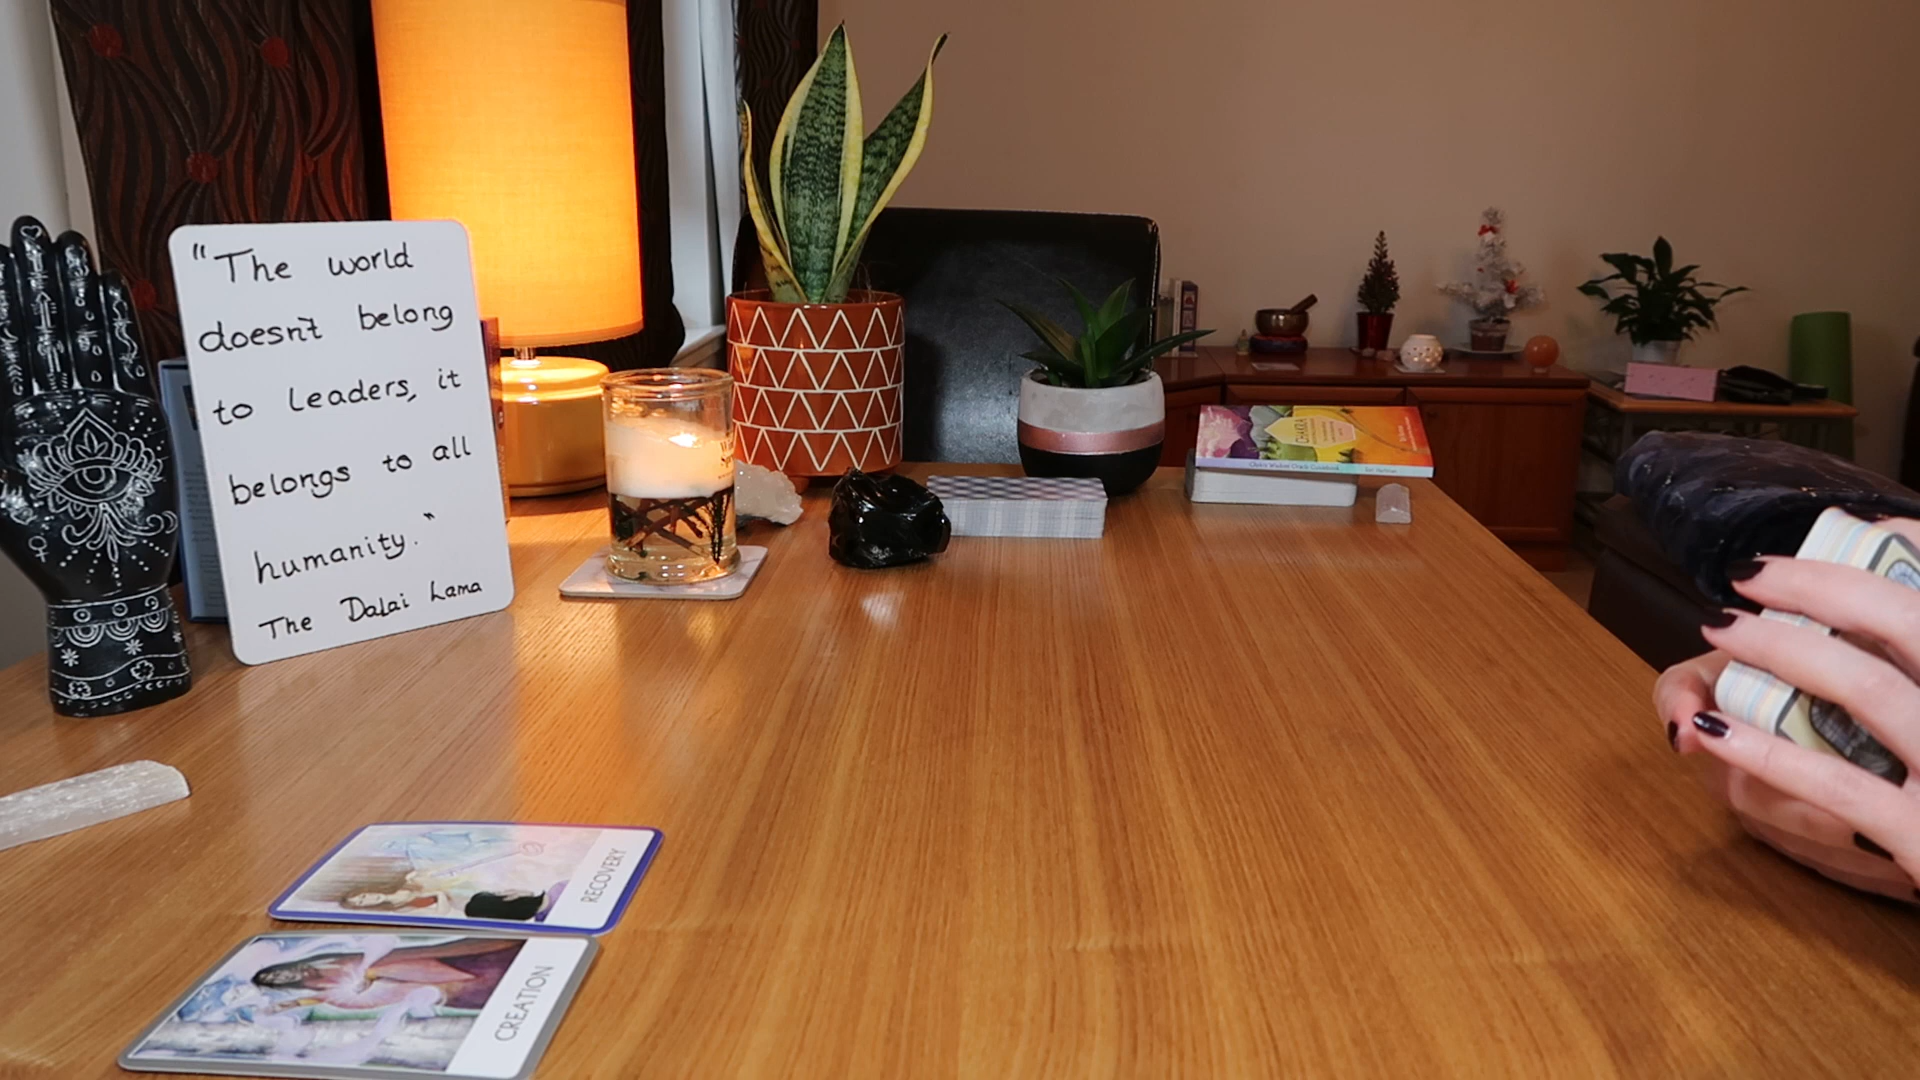 "The world
doesn't belong
to leaders, it
belongs to all
humanity."
The Dalai Lama
CHAKRA
RECOVERY
CREATION